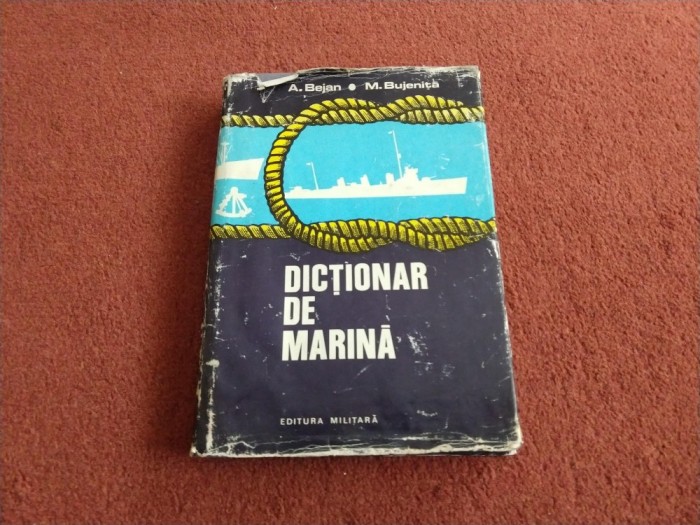 A. Bejan • M. Bujeniță
DICȚIONAR
DE
MARINĂ
EDITURA MILITARĂ